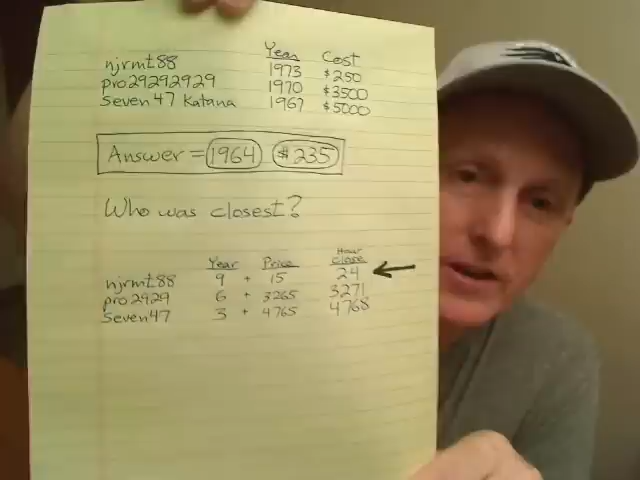 Year Cost
njrmt88 1973 $250
pro29292929 1970 $3500
Seven47 Katana 1967 $5000
Answer = 1964 $235
Who was closest?
Year Price How close
njrmt88 9 + 15 24
pro2929 6 + 3265 3271
Seven47 3 + 4765 4768